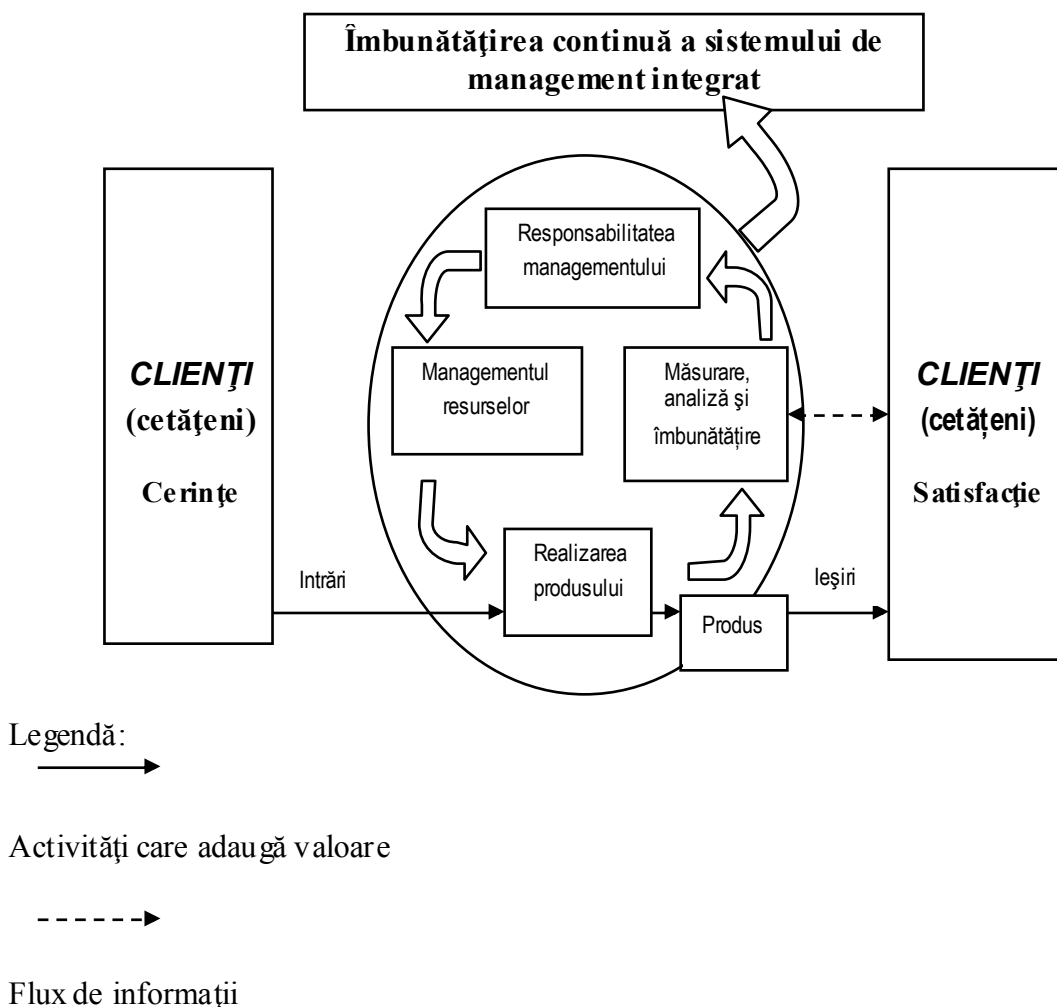 Îmbunătăţirea continuă a sistemului de
management integrat
CLIENŢI
(cetăţeni)
Cerinţe
Responsabilitatea
managementului
Managementul
resurselor
Măsurare,
analiză şi
îmbunătăţire
Realizarea
produsului
Produs
Intrări
Ieşiri
CLIENŢI
(cetățeni)
Satisfacţie
Legendă:
Activităţi care adaugă valoare
Flux de informaţii